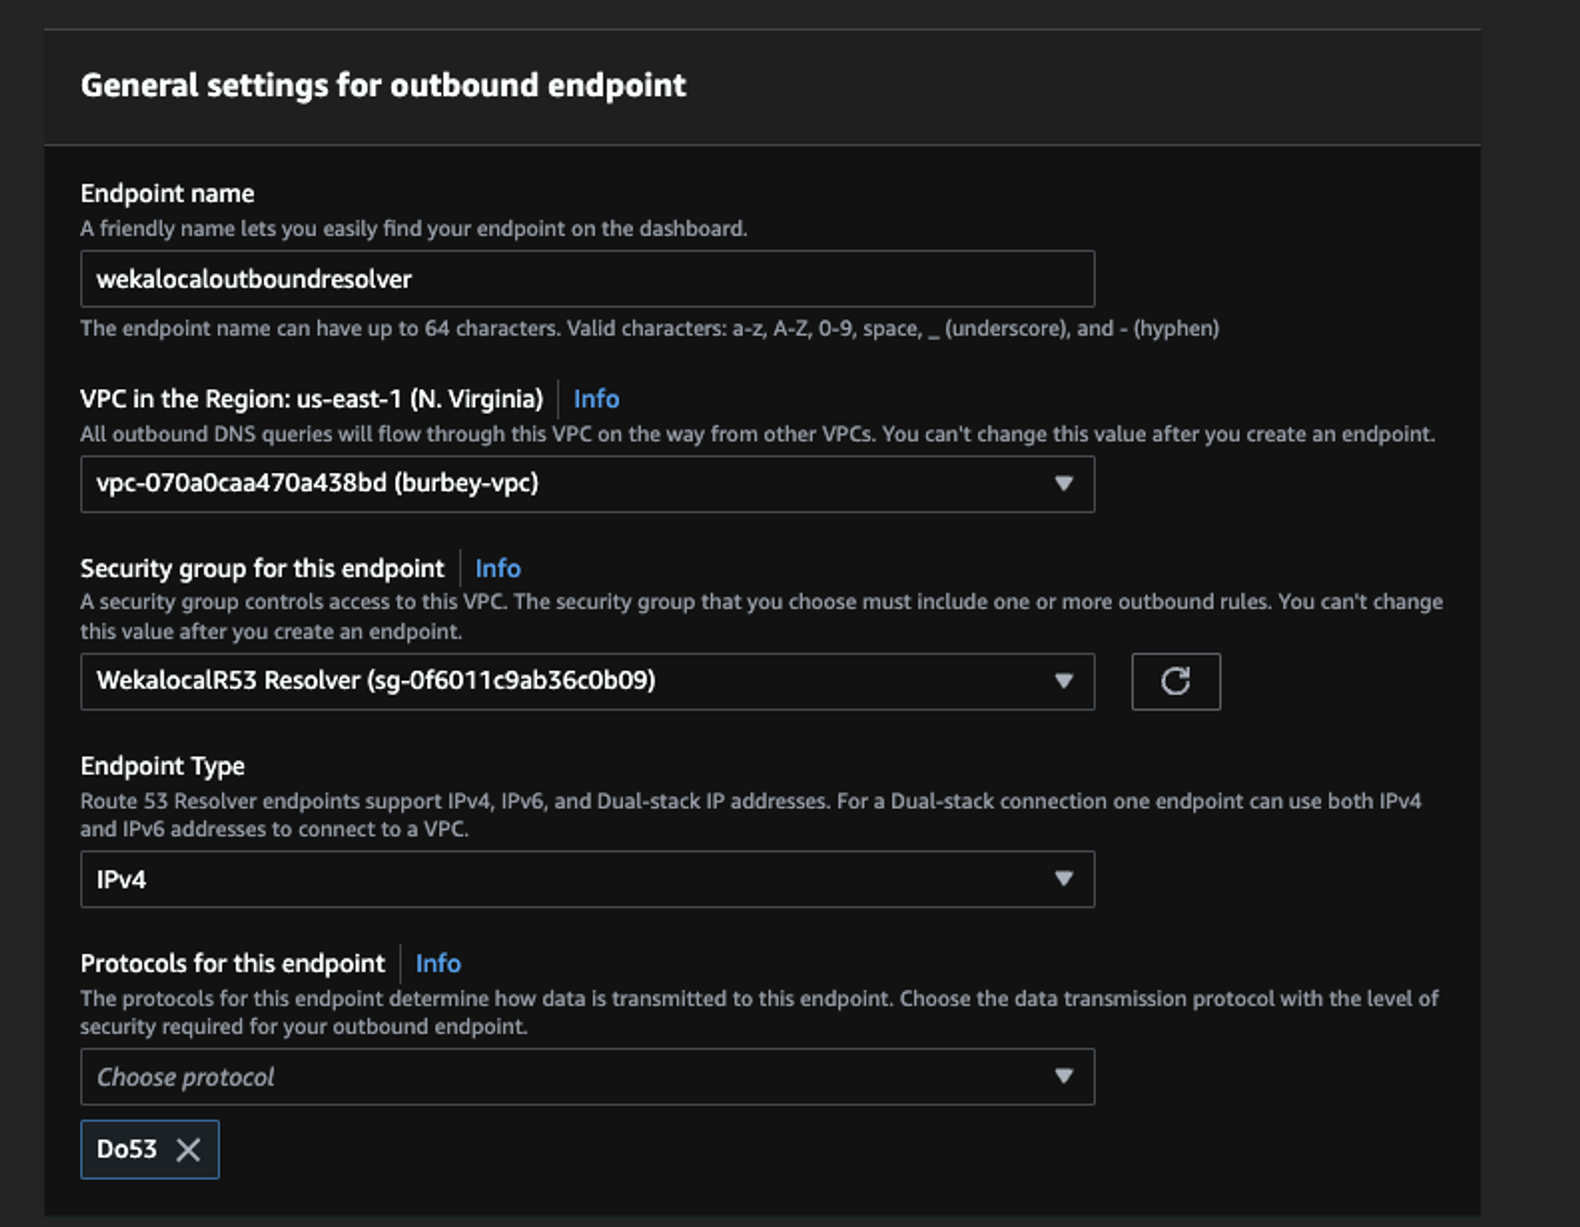 General settings for outbound endpoint
Endpoint name
A friendly name lets you easily find your endpoint on the dashboard.
wekalocaloutboundresolver
The endpoint name can have up to 64 characters. Valid characters: a-z, A-Z, 0-9, space, _ (underscore), and - (hyphen)
VPC in the Region: us-east-1 (N. Virginia) Info
All outbound DNS queries will flow through this VPC on the way from other VPCs. You can't change this value after you create an endpoint.
vpc-070a0caa470a438bd (burbey-vpc)
Security group for this endpoint Info
A security group controls access to this VPC. The security group that you choose must include one or more outbound rules. You can't change
this value after you create an endpoint.
WekalocalR53 Resolver (sg-0f6011c9ab36c0b09)
Endpoint Type
Route 53 Resolver endpoints support IPv4, IPv6, and Dual-stack IP addresses. For a Dual-stack connection one endpoint can use both IPv4
and IPv6 addresses to connect to a VPC.
IPv4
Protocols for this endpoint Info
The protocols for this endpoint determine how data is transmitted to this endpoint. Choose the data transmission protocol with the level of
security required for your outbound endpoint.
Choose protocol
Do53